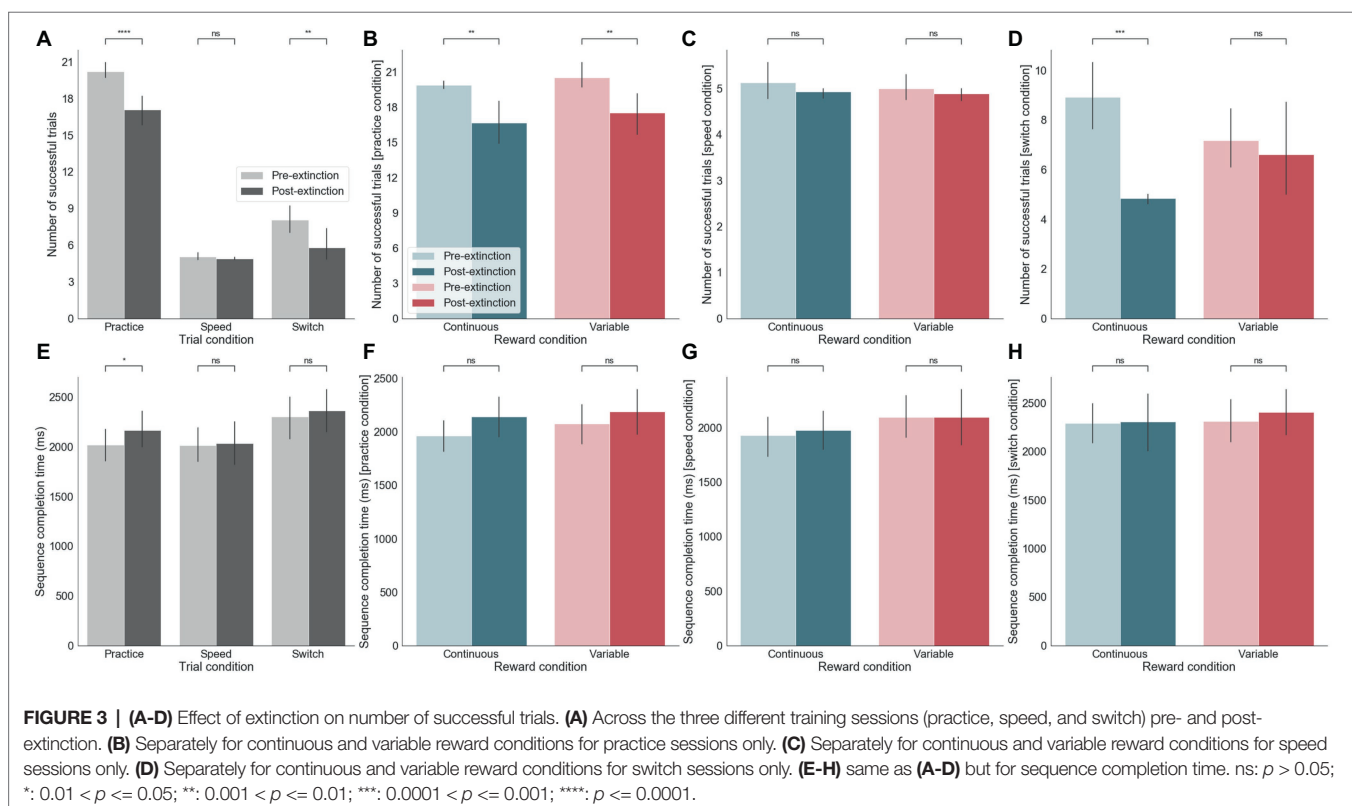 A
B
C
D
**** ns **
** **
ns ns
*** ns
Number of successful trials
21
18
15
12
9
6
3
0
Pre-extinction
Post-extinction
Practice Speed Switch
Trial condition
Number of successful trials [practice condition]
21
18
15
12
9
6
3
0
Pre-extinction
Post-extinction
Pre-extinction
Post-extinction
Continuous Variable
Reward condition
Number of successful trials [speed condition]
5
4
3
2
1
0
Continuous Variable
Reward condition
Number of successful trials [switch condition]
10
8
6
4
2
0
Continuous Variable
Reward condition
E
F
G
H
* ns ns
ns ns
ns ns
ns ns
Sequence completion time (ms)
2500
2000
1500
1000
500
0
Practice Speed Switch
Trial condition
Sequence completion time (ms) [practice condition]
2500
2000
1500
1000
500
0
Continuous Variable
Reward condition
Sequence completion time (ms) [speed condition]
2000
1500
1000
500
0
Continuous Variable
Reward condition
Sequence completion time (ms) [switch condition]
2500
2000
1500
1000
500
0
Continuous Variable
Reward condition
FIGURE 3 | (A-D) Effect of extinction on number of successful trials. (A) Across the three different training sessions (practice, speed, and switch) pre- and post-
extinction. (B) Separately for continuous and variable reward conditions for practice sessions only. (C) Separately for continuous and variable reward conditions for speed
sessions only. (D) Separately for continuous and variable reward conditions for switch sessions only. (E-H) same as (A-D) but for sequence completion time. ns: p > 0.05;
*: 0.01 < p <= 0.05; **: 0.001 < p <= 0.01; ***: 0.0001 < p <= 0.001; ****: p <= 0.0001.